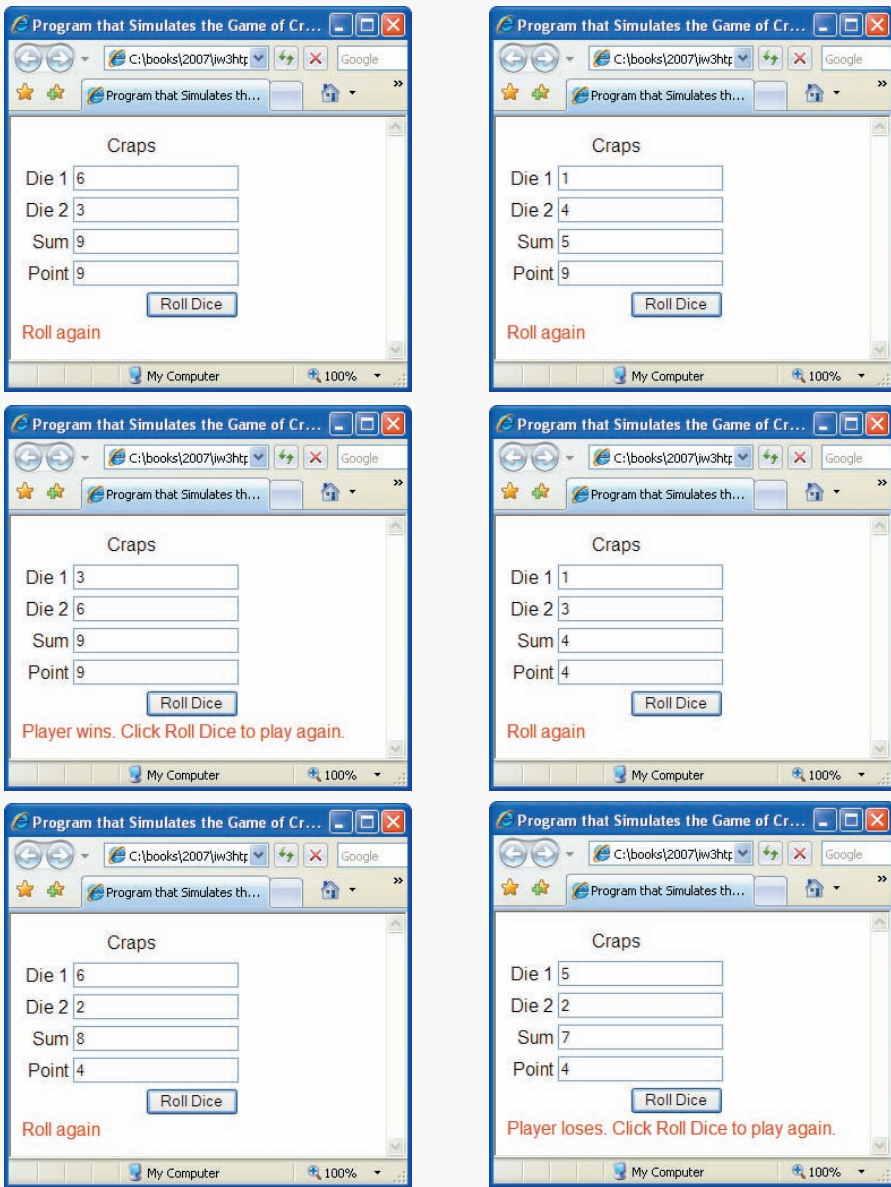 Program that Simulates the Game of Cr...
C:\books\2007\iw3htp
Google
Program that Simulates th...
»
Craps
Die 1 6
Die 2 3
Sum 9
Point 9
Roll Dice
Roll again
My Computer
100%
Program that Simulates the Game of Cr...
C:\books\2007\iw3htp
Google
Program that Simulates th...
»
Craps
Die 1 1
Die 2 4
Sum 5
Point 9
Roll Dice
Roll again
My Computer
100%
Program that Simulates the Game of Cr...
C:\books\2007\iw3htp
Google
Program that Simulates th...
»
Craps
Die 1 3
Die 2 6
Sum 9
Point 9
Roll Dice
Player wins. Click Roll Dice to play again.
My Computer
100%
Program that Simulates the Game of Cr...
C:\books\2007\iw3htp
Google
Program that Simulates th...
»
Craps
Die 1 1
Die 2 3
Sum 4
Point 4
Roll Dice
Roll again
My Computer
100%
Program that Simulates the Game of Cr...
C:\books\2007\iw3htp
Google
Program that Simulates th...
»
Craps
Die 1 6
Die 2 2
Sum 8
Point 4
Roll Dice
Roll again
My Computer
100%
Program that Simulates the Game of Cr...
C:\books\2007\iw3htp
Google
Program that Simulates th...
»
Craps
Die 1 5
Die 2 2
Sum 7
Point 4
Roll Dice
Player loses. Click Roll Dice to play again.
My Computer
100%